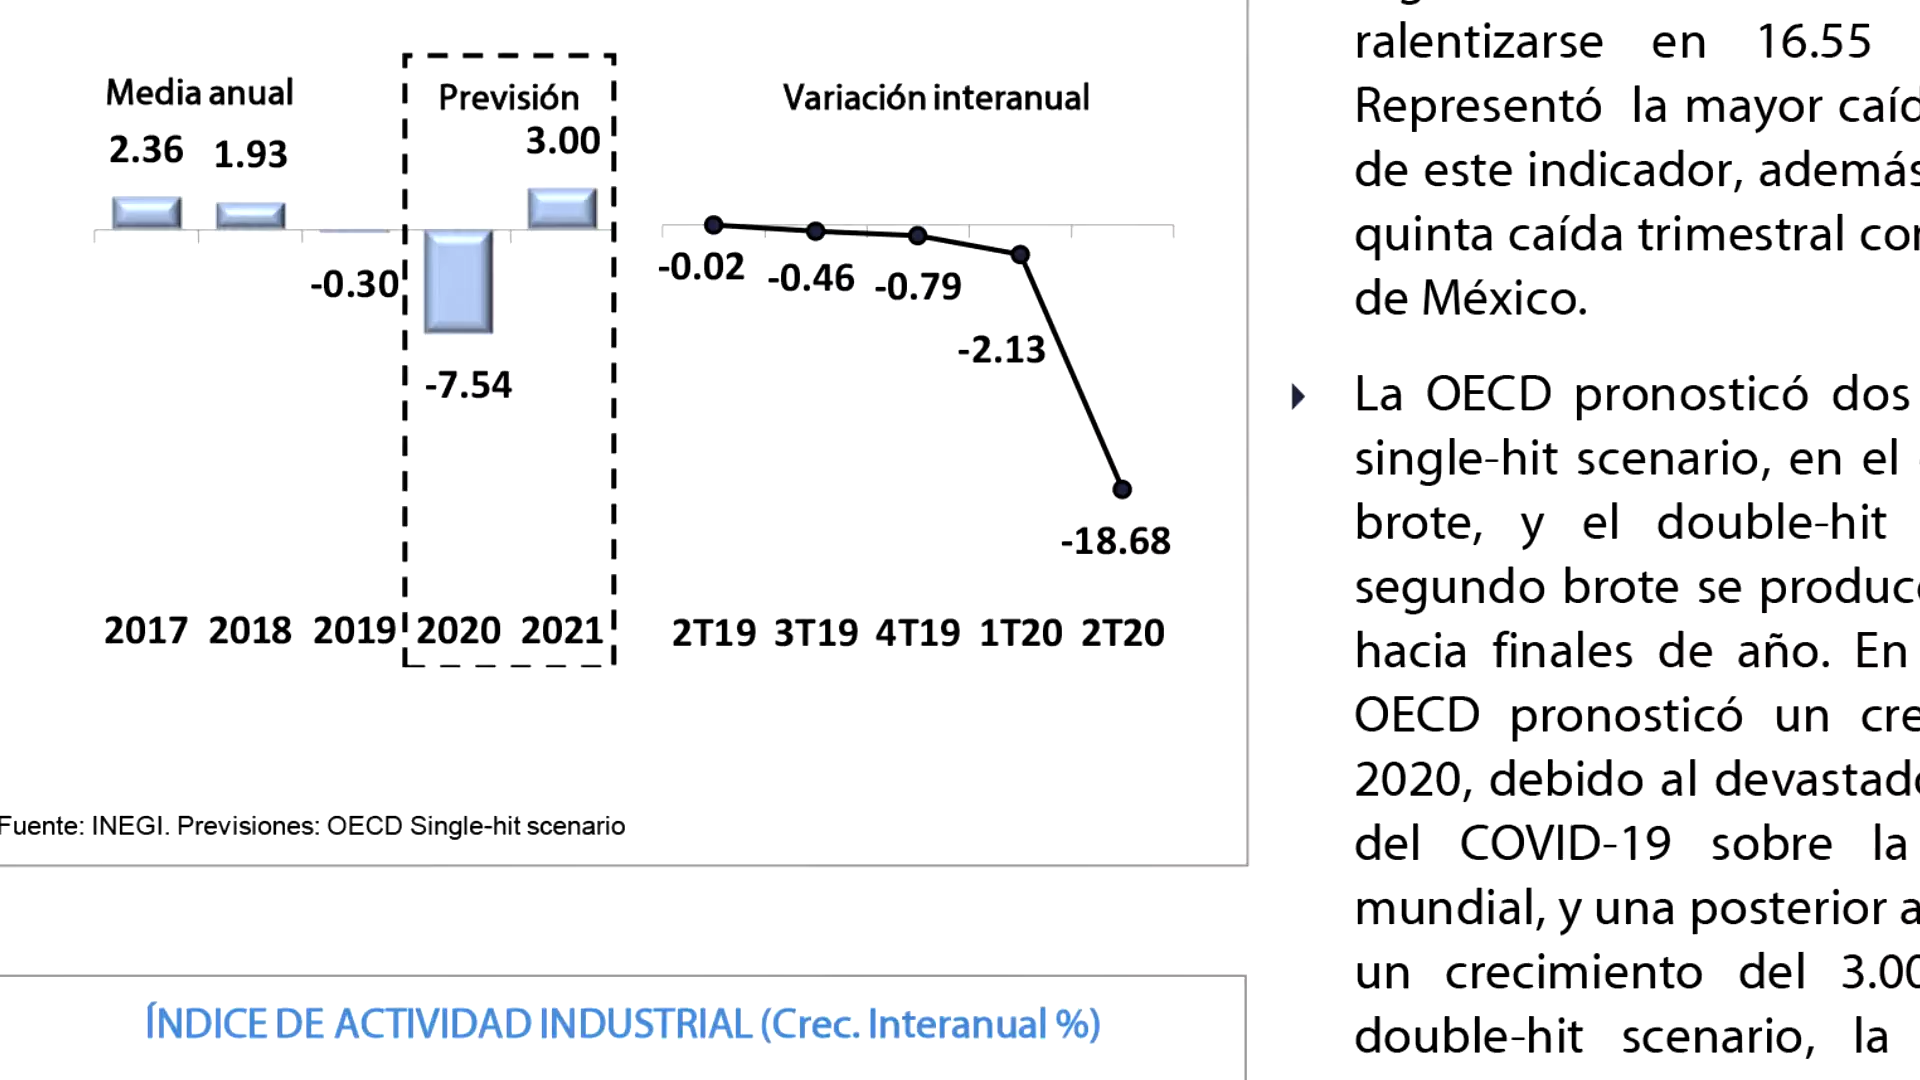 Media anual
Previsión
2.36 1.93
3.00
-0.30
-7.54
2017 2018 2019 2020 2021
Variación interanual
-0.02 -0.46 -0.79
-2.13
-18.68
2T19 3T19 4T19 1T20 2T20
Fuente: INEGI. Previsiones: OECD Single-hit scenario
ÍNDICE DE ACTIVIDAD INDUSTRIAL (Crec. Interanual %)
ralentizarse en 16.55
Representó la mayor caíd
de este indicador, además
quinta caída trimestral con
de México.
La OECD pronosticó dos
single-hit scenario, en el
brote, y el double-hit
segundo brote se produc
hacia finales de año. En
OECD pronosticó un cre
2020, debido al devastad
del COVID-19 sobre la
mundial, y una posterior a
un crecimiento del 3.00
double-hit scenario, la